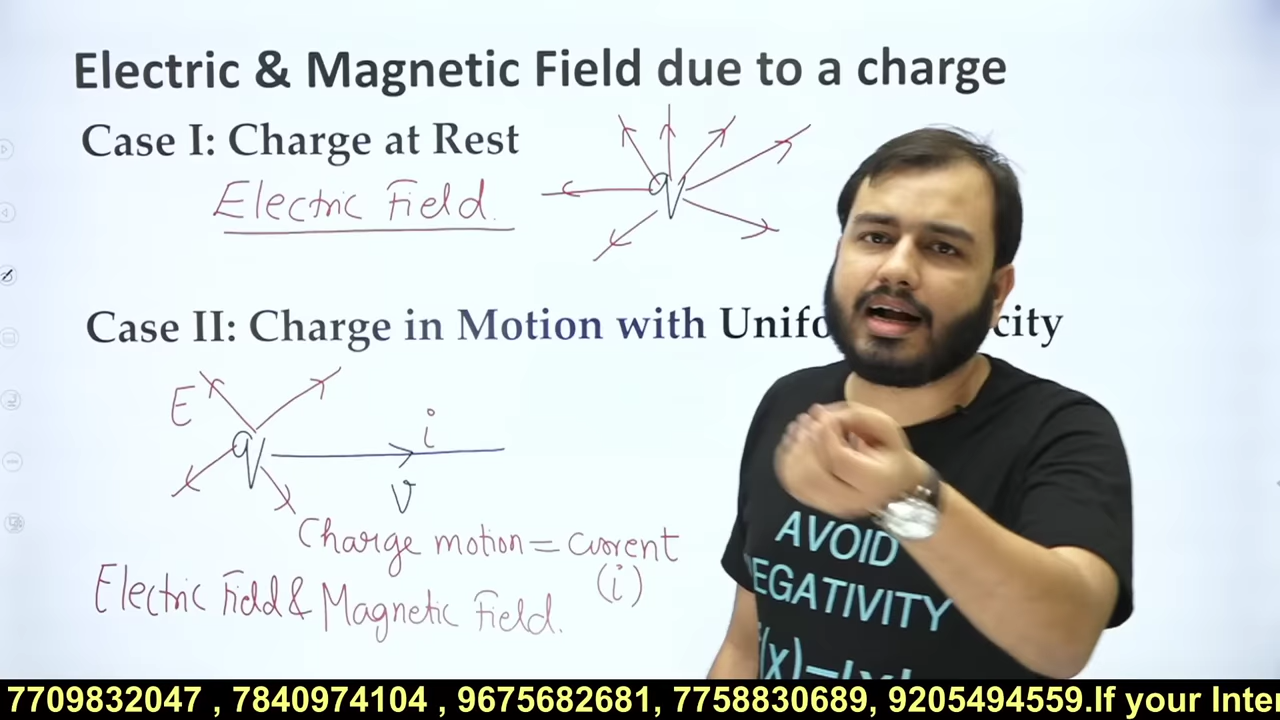 Electric & Magnetic Field due to a charge
Case I: Charge at Rest
Electric Field.
q
Case II: Charge in Motion with Unifo city
E
q
i
v
Charge motion = current
(i)
Electric Field & Magnetic Field.
AVOID
EGATIVITY
7709832047 , 7840974104 , 9675682681, 7758830689, 9205494559.If your Inter